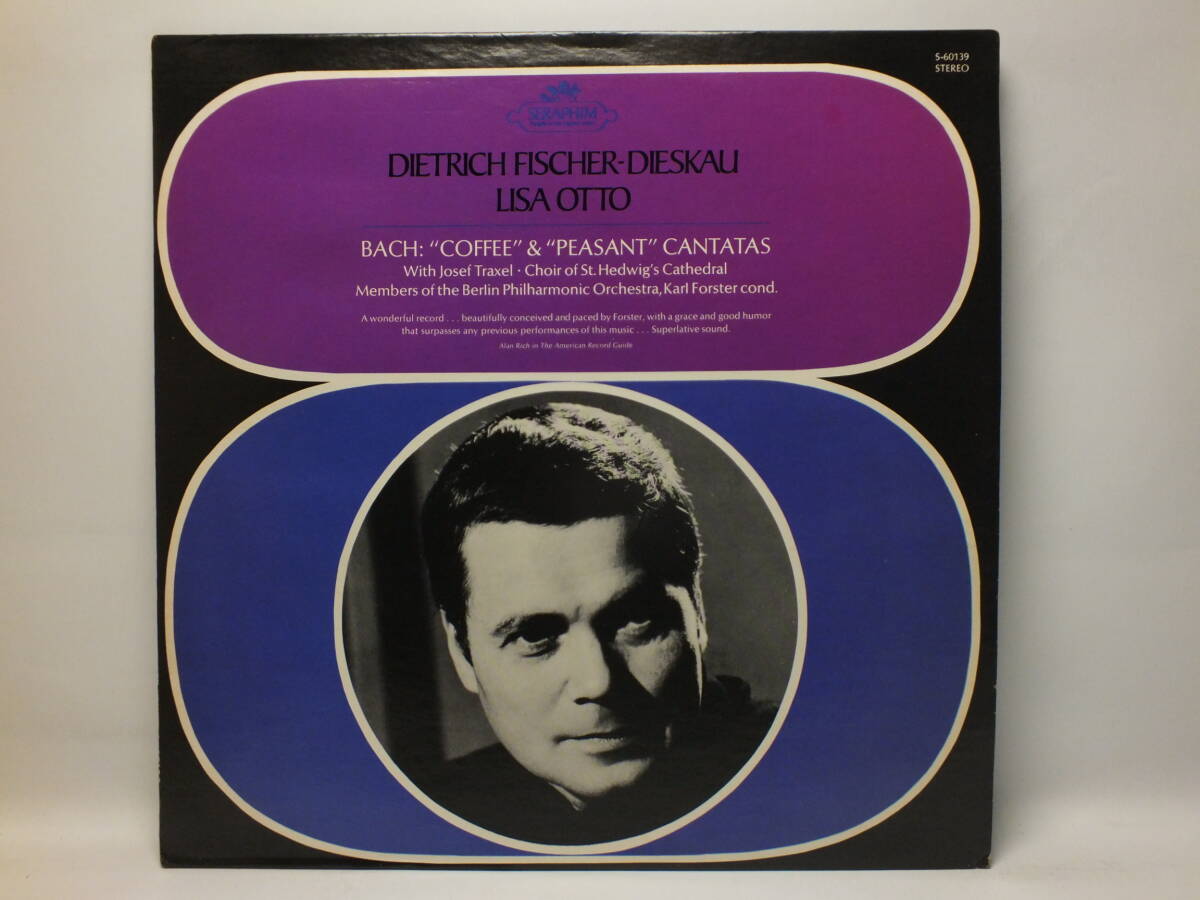 S-60139
STEREO
SERAPHIM
DIETRICH FISCHER-DIESKAU
LISA OTTO
BACH: “COFFEE” & “PEASANT” CANTATAS
With Josef Traxel · Choir of St. Hedwig's Cathedral
Members of the Berlin Philharmonic Orchestra, Karl Forster cond.
A wonderful record . . . beautifully conceived and paced by Forster, with a grace and good humor
that surpasses any previous performances of this music . . . Superlative sound.
Alan Rich in The American Record Guide